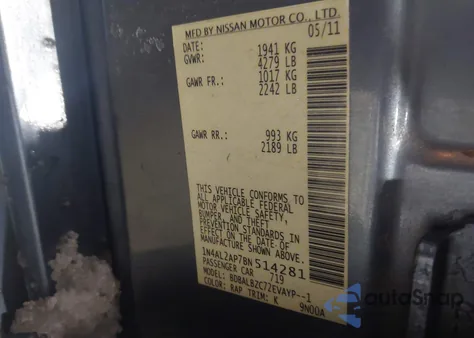 MFD BY NISSAN MOTOR CO., LTD.
DATE: 05/11
GVWR: 1941 KG
4279 LB
GAWR FR.: 1017 KG
2242 LB
GAWR RR.: 993 KG
2189 LB
THIS VEHICLE CONFORMS TO
ALL APPLICABLE FEDERAL
MOTOR VEHICLE SAFETY,
BUMPER, AND THEFT
PREVENTION STANDARDS IN
EFFECT ON THE DATE OF
MANUFACTURE SHOWN ABOVE.
1N4AL2AP7BN514281
PASSENGER CAR 719
MODEL: BDBALBZC72EVAYP--1
COLOR: RAP TRIM: K 9N00A
autoSnap